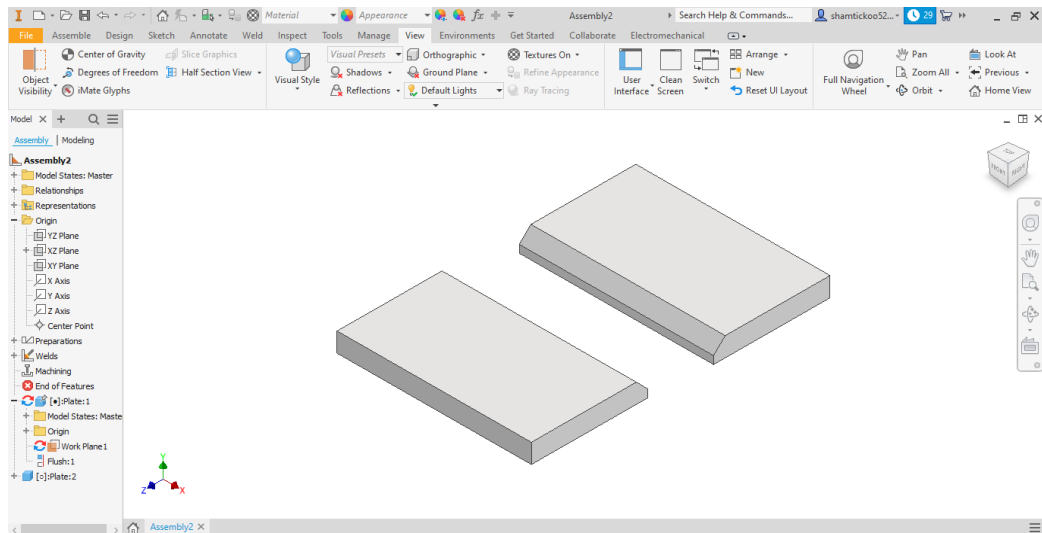 Material
Appearance
fx
Assembly2
Search Help & Commands...
shamtickoo52...
29
File Assemble Design Sketch Annotate Weld Inspect Tools Manage View Environments Get Started Collaborate Electromechanical
Object Visibility
Center of Gravity
Degrees of Freedom
iMate Glyphs
Slice Graphics
Half Section View
Visual Style
Visual Presets
Shadows
Reflections
Orthographic
Ground Plane
Default Lights
Textures On
Refine Appearance
Ray Tracing
User Interface
Clean Screen
Switch
Arrange
New
Reset UI Layout
Full Navigation Wheel
Pan
Zoom All
Orbit
Look At
Previous
Home View
Model
Assembly | Modeling
Assembly2
Model States: Master
Relationships
Representations
Origin
YZ Plane
XZ Plane
XY Plane
X Axis
Y Axis
Z Axis
Center Point
Preparations
Welds
Machining
End of Features
[•]:Plate:1
Model States: Maste
Origin
Work Plane1
Flush:1
[○]:Plate:2
TOP
FRONT
RIGHT
Y
Z
X
Assembly2